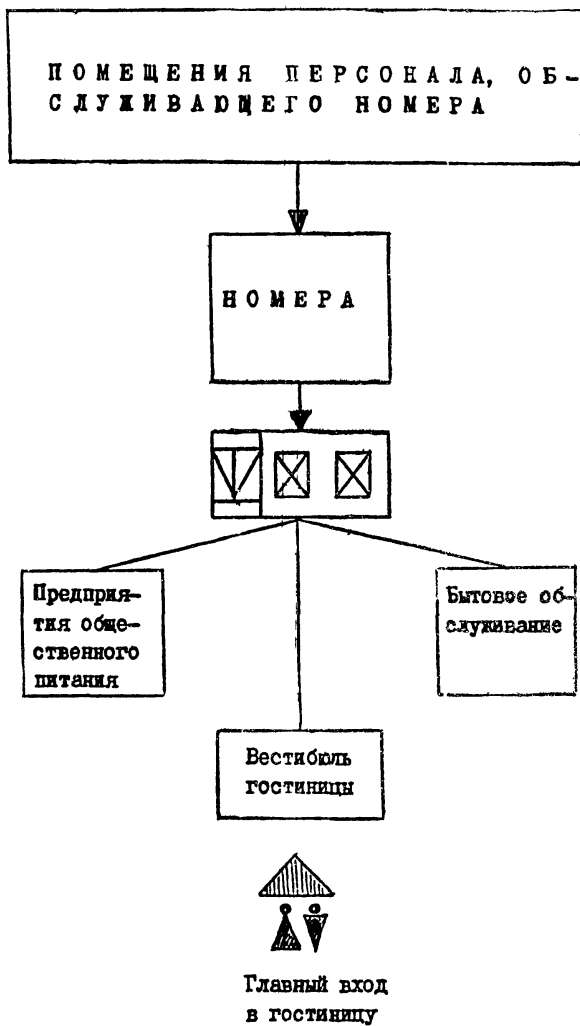 ПОМЕЩЕНИЯ ПЕРСОНАЛА, ОБ-
СЛУЖИВАЮЩЕГО НОМЕРА
НОМЕРА
Предприя-
тия обще-
ственного
питания
Бытовое об-
служивание
Вестибюль
гостиницы
Главный вход
в гостиницу